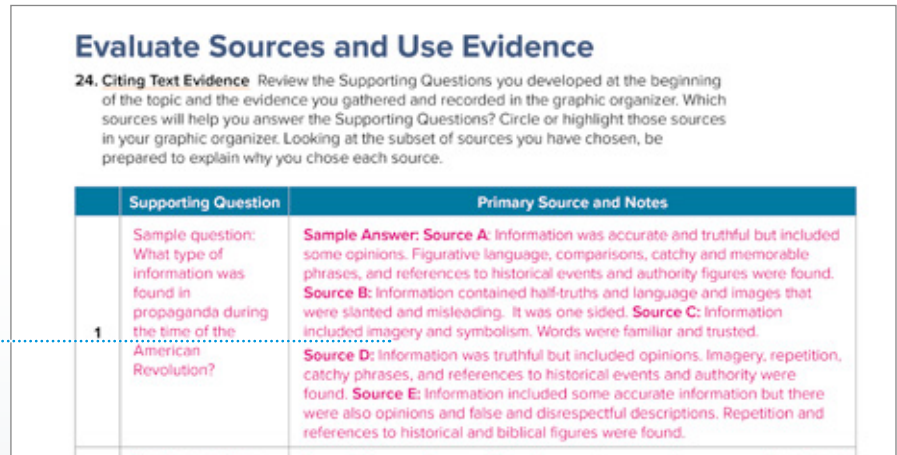 Evaluate Sources and Use Evidence
24. Citing Text Evidence Review the Supporting Questions you developed at the beginning
of the topic and the evidence you gathered and recorded in the graphic organizer. Which
sources will help you answer the Supporting Questions? Circle or highlight those sources
in your graphic organizer. Looking at the subset of sources you have chosen, be
prepared to explain why you chose each source.
Supporting Question
Primary Source and Notes
1
Sample question:
What type of
information was
found in
propaganda during
the time of the
American
Revolution?
Sample Answer: Source A: Information was accurate and truthful but included
some opinions. Figurative language, comparisons, catchy and memorable
phrases, and references to historical events and authority figures were found.
Source B: Information contained half-truths and language and images that
were slanted and misleading. It was one sided. Source C: Information
included imagery and symbolism. Words were familiar and trusted.
Source D: Information was truthful but included opinions. Imagery, repetition,
catchy phrases, and references to historical events and authority were
found. Source E: Information included some accurate information but there
were also opinions and false and disrespectful descriptions. Repetition and
references to historical and biblical figures were found.